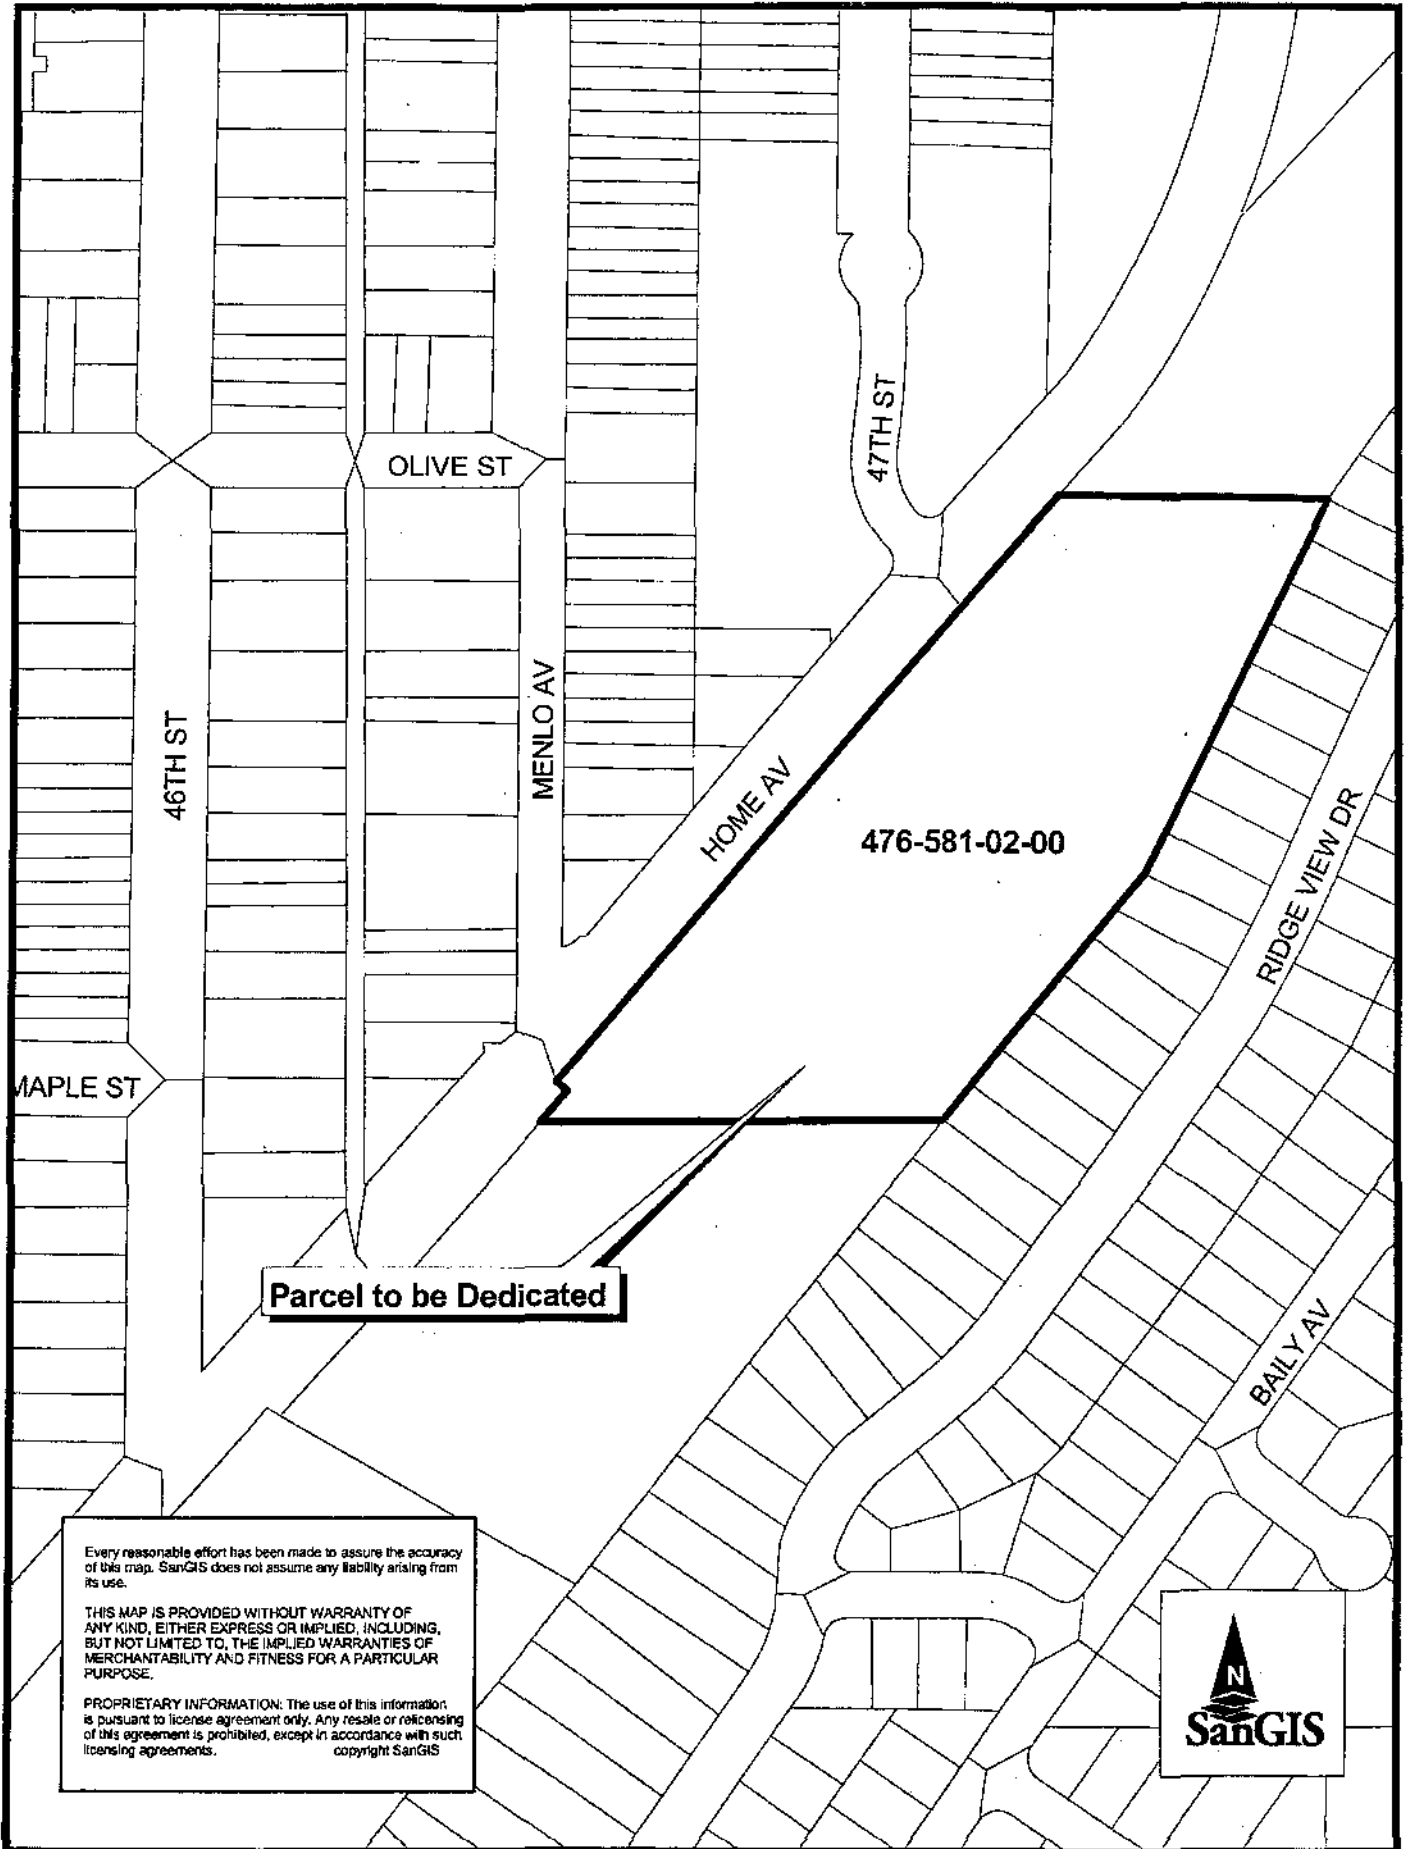 47TH ST
OLIVE ST
46TH ST
MENLO AV
HOME AV
476-581-02-00
RIDGE VIEW DR
MAPLE ST
Parcel to be Dedicated
BAILY AV
Every reasonable effort has been made to assure the accuracy
of this map. SanGIS does not assume any liability arising from
its use.
THIS MAP IS PROVIDED WITHOUT WARRANTY OF
ANY KIND, EITHER EXPRESS OR IMPLIED, INCLUDING,
BUT NOT LIMITED TO, THE IMPLIED WARRANTIES OF
MERCHANTABILITY AND FITNESS FOR A PARTICULAR
PURPOSE.
PROPRIETARY INFORMATION: The use of this information
is pursuant to license agreement only. Any resale or relicensing
of this agreement is prohibited, except in accordance with such
licensing agreements. copyright SanGIS
N
SanGIS